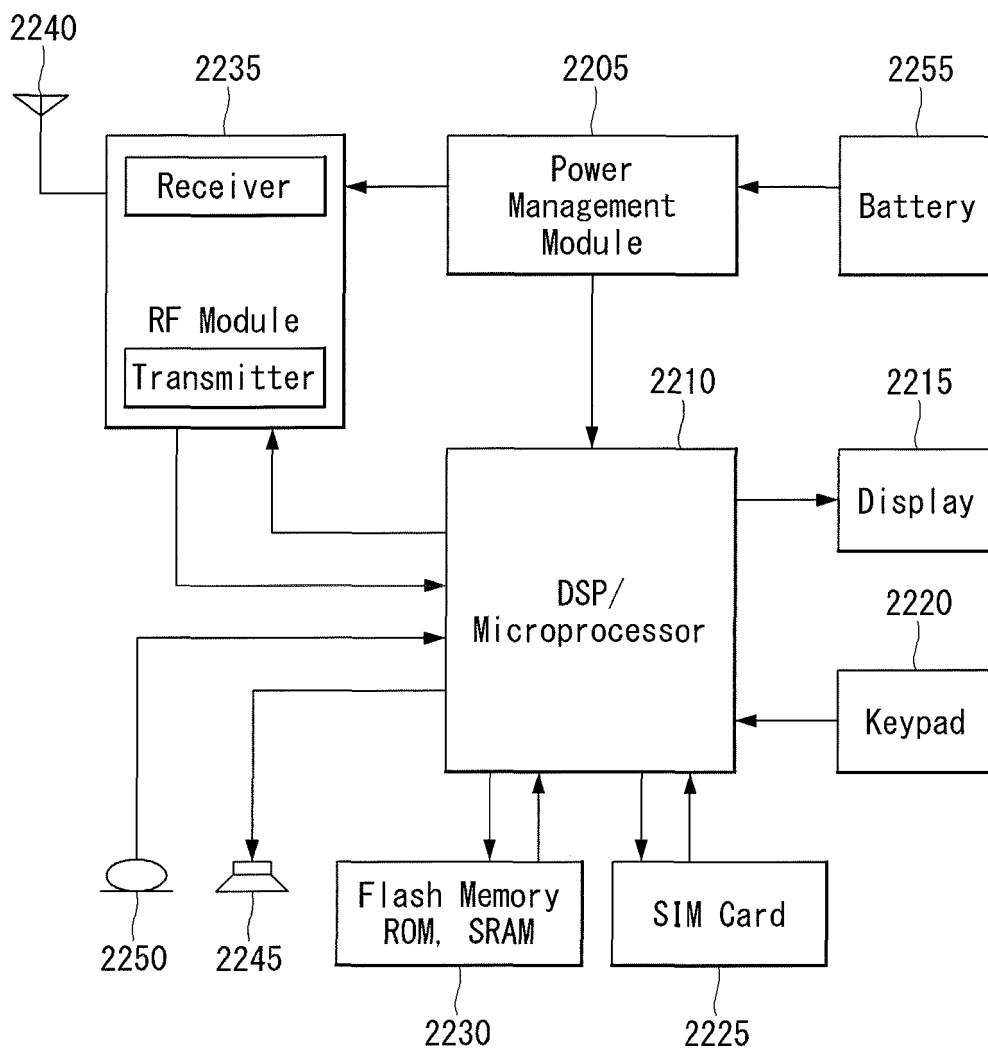 2240
2235
2205
2255
Receiver
RF Module
Transmitter
Power
Management
Module
Battery
2210
2215
DSP/
Microprocessor
Display
2220
Keypad
2250
2245
Flash Memory
ROM, SRAM
SIM Card
2230
2225